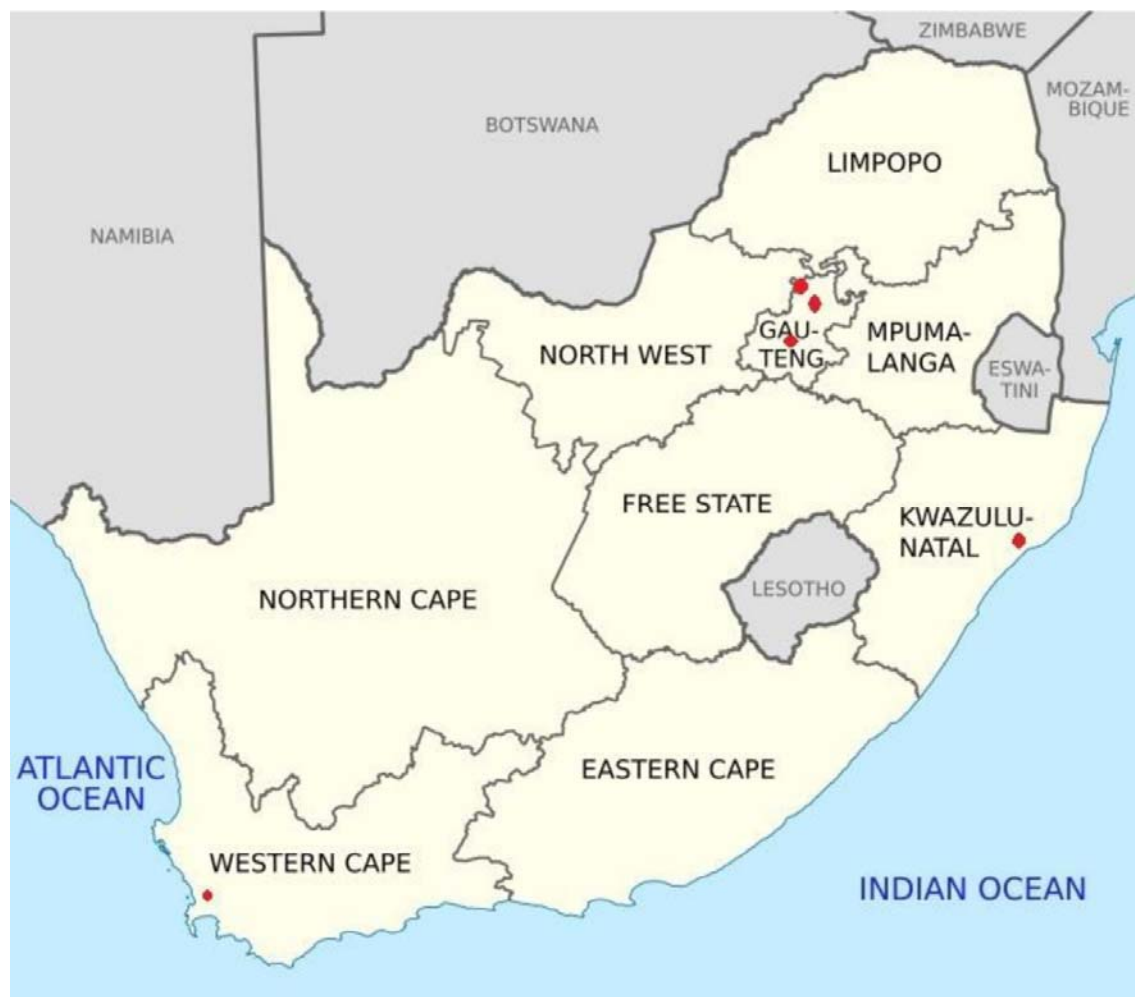 ZIMBABWE
MOZAM-
BIQUE
BOTSWANA
LIMPOPO
NAMIBIA
GAU-
TENG
MPUMA-
LANGA
NORTH WEST
ESWA-
TINI
FREE STATE
KWAZULU-
NATAL
LESOTHO
NORTHERN CAPE
ATLANTIC
OCEAN
EASTERN CAPE
WESTERN CAPE
INDIAN OCEAN